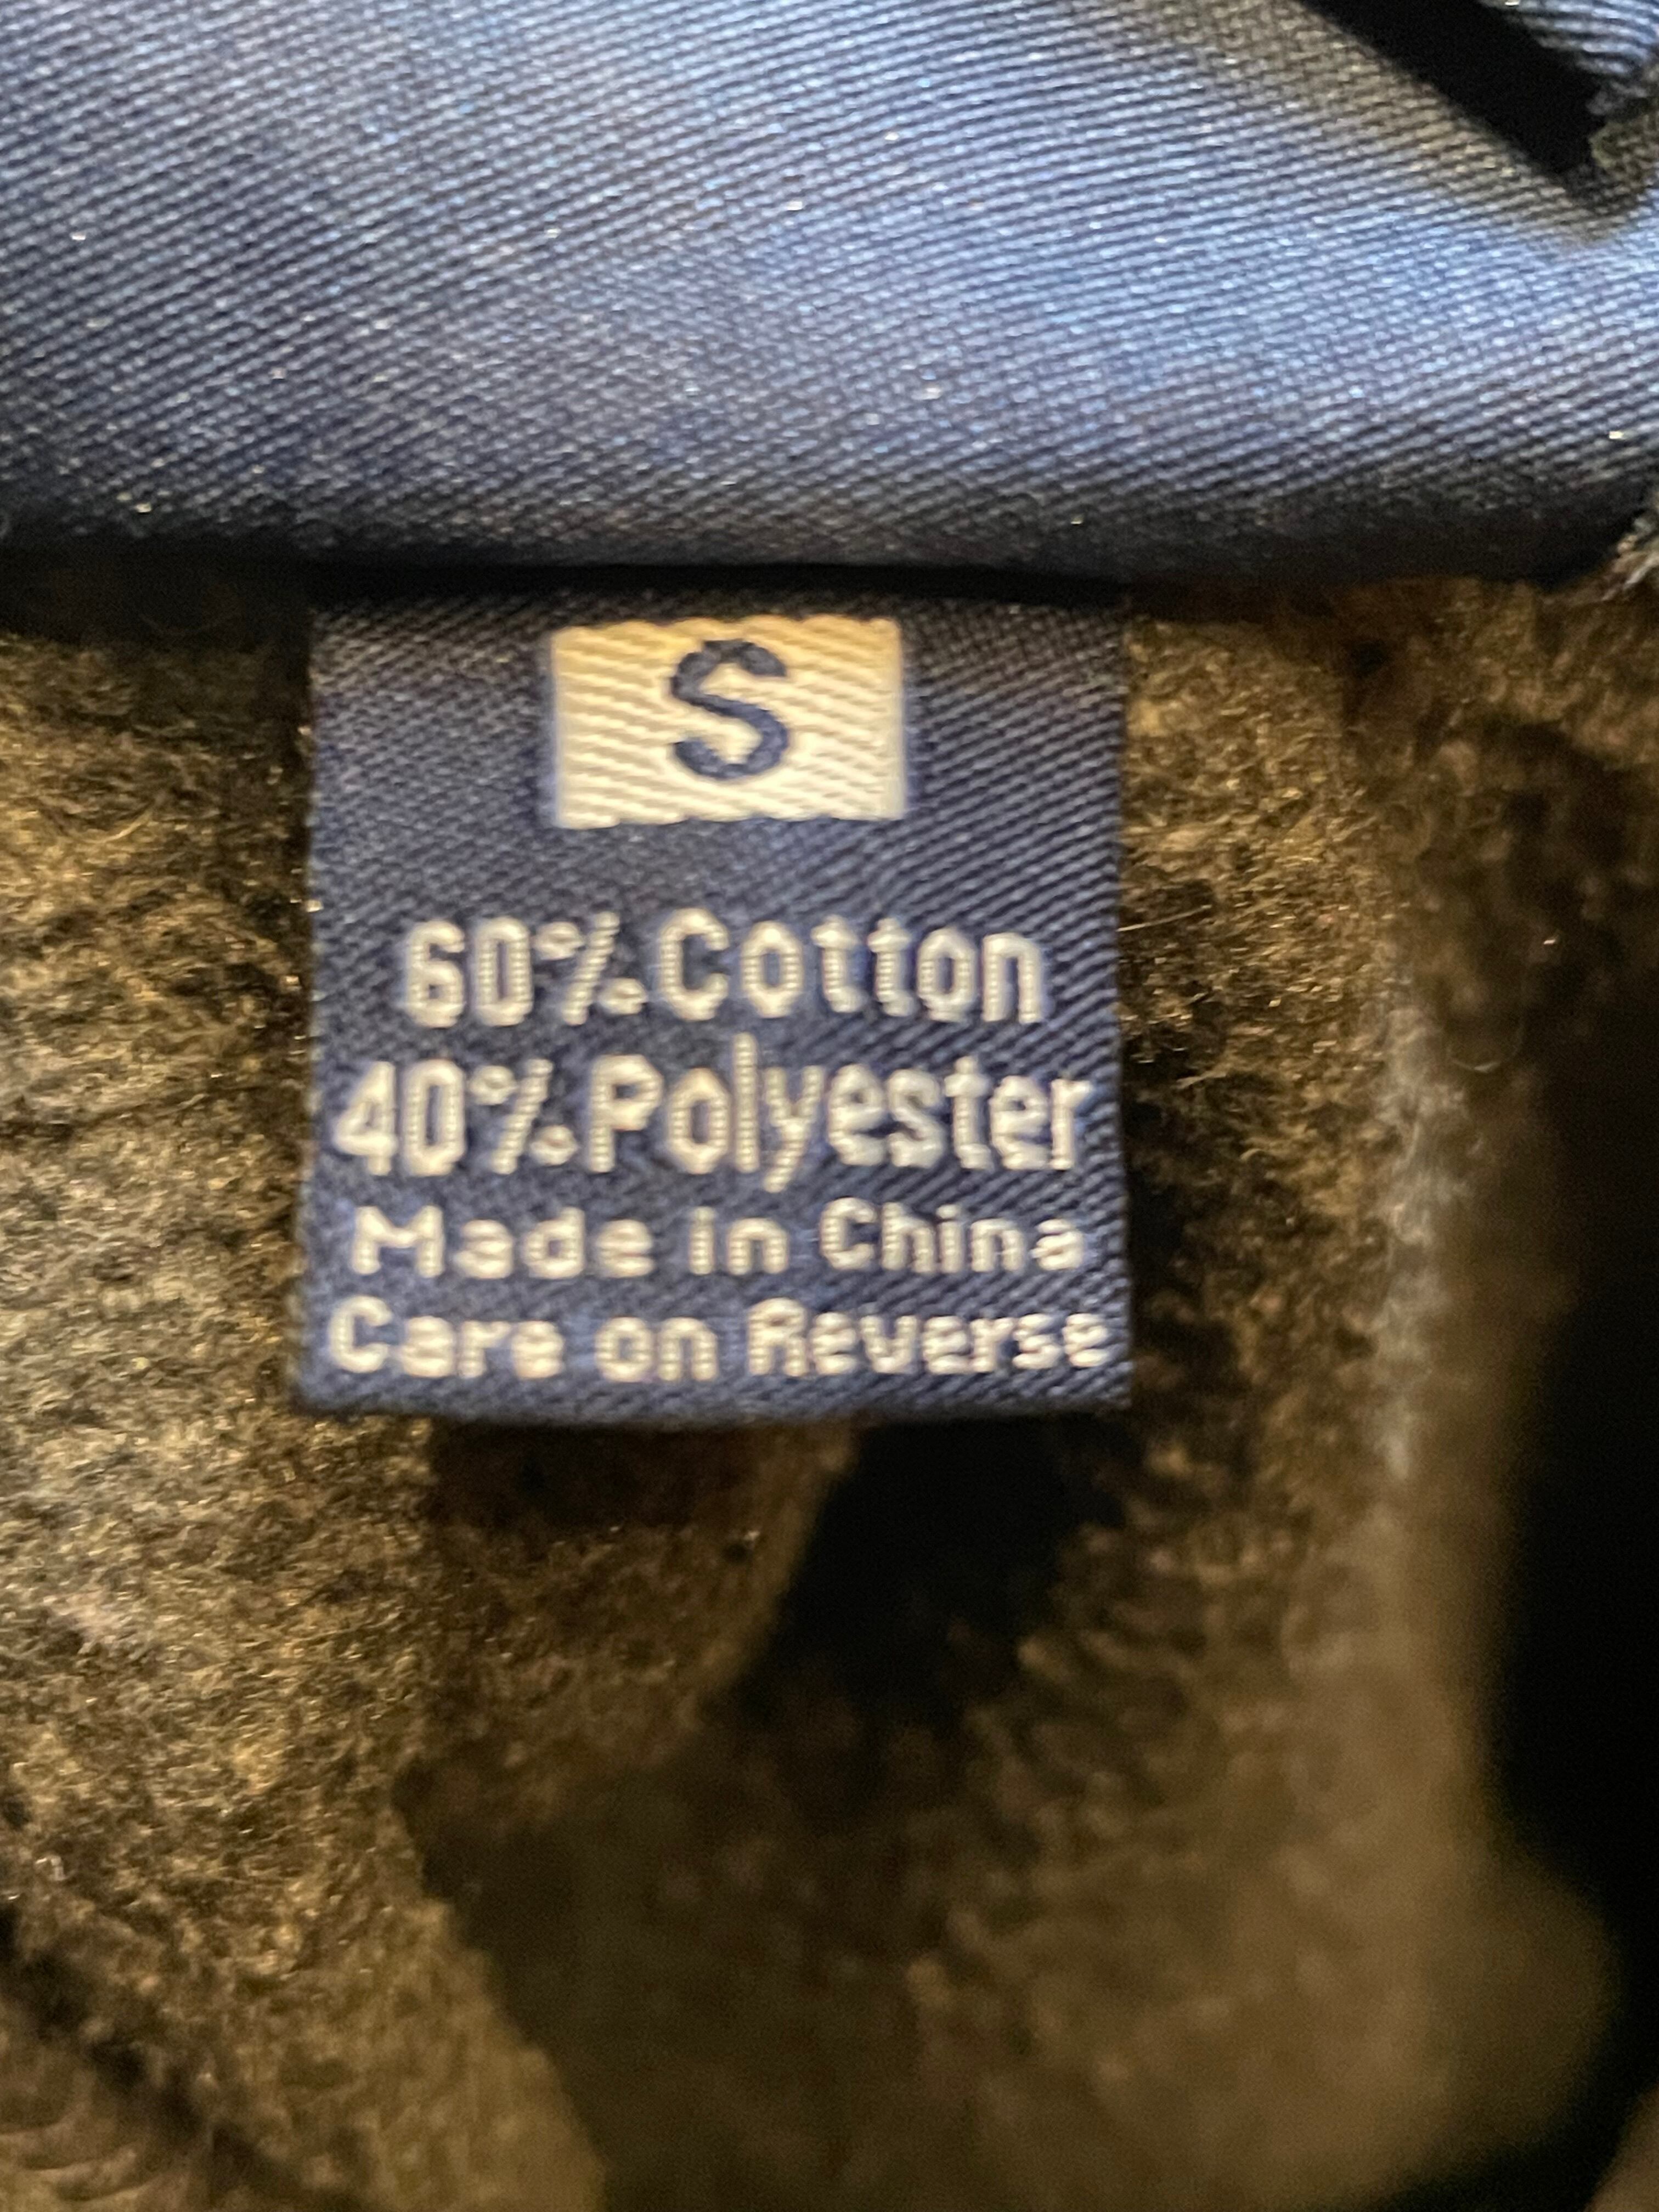 S
60% Cotton
40% Polyester
Made in China
Care on Reverse